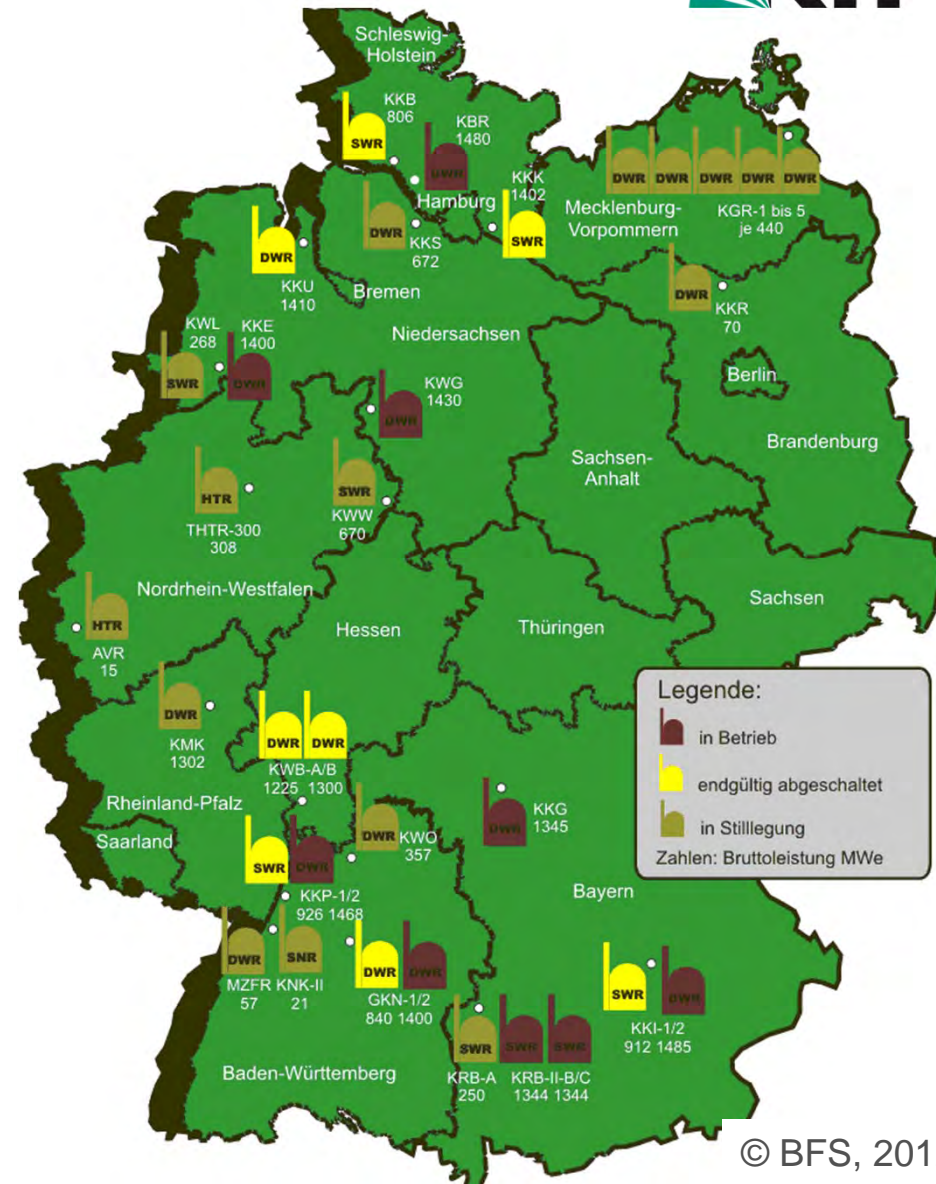 Schleswig-
Holstein
KKB
806
SWR
KBR
1480
DWR
KKK
1402
SWR
Hamburg
DWR
KKS
672
Mecklenburg-
Vorpommern
DWR DWR DWR DWR DWR
KGR-1 bis 5
je 440
DWR
KKU
1410
Bremen
DWR
KKR
70
KWL
268
SWR
KKE
1400
DWR
Niedersachsen
KWG
1430
DWR
Berlin
Brandenburg
Sachsen-
Anhalt
HTR
THTR-300
308
SWR
KWW
670
Nordrhein-Westfalen
HTR
AVR
15
Hessen
Thüringen
Sachsen
DWR
KMK
1302
DWR DWR
KWB-A/B
1225 1300
Rheinland-Pfalz
Saarland
DWR
KWO
357
DWR
KKG
1345
SWR DWR
KKP-1/2
926 1468
Bayern
DWR SNR
MZFR KNK-II
57 21
DWR DWR
GKN-1/2
840 1400
SWR DWR
KKI-1/2
912 1485
SWR SWR SWR
KRB-A KRB-II-B/C
250 1344 1344
Baden-Württemberg
Legende:
in Betrieb
endgültig abgeschaltet
in Stilllegung
Zahlen: Bruttoleistung MWe
© BFS, 201